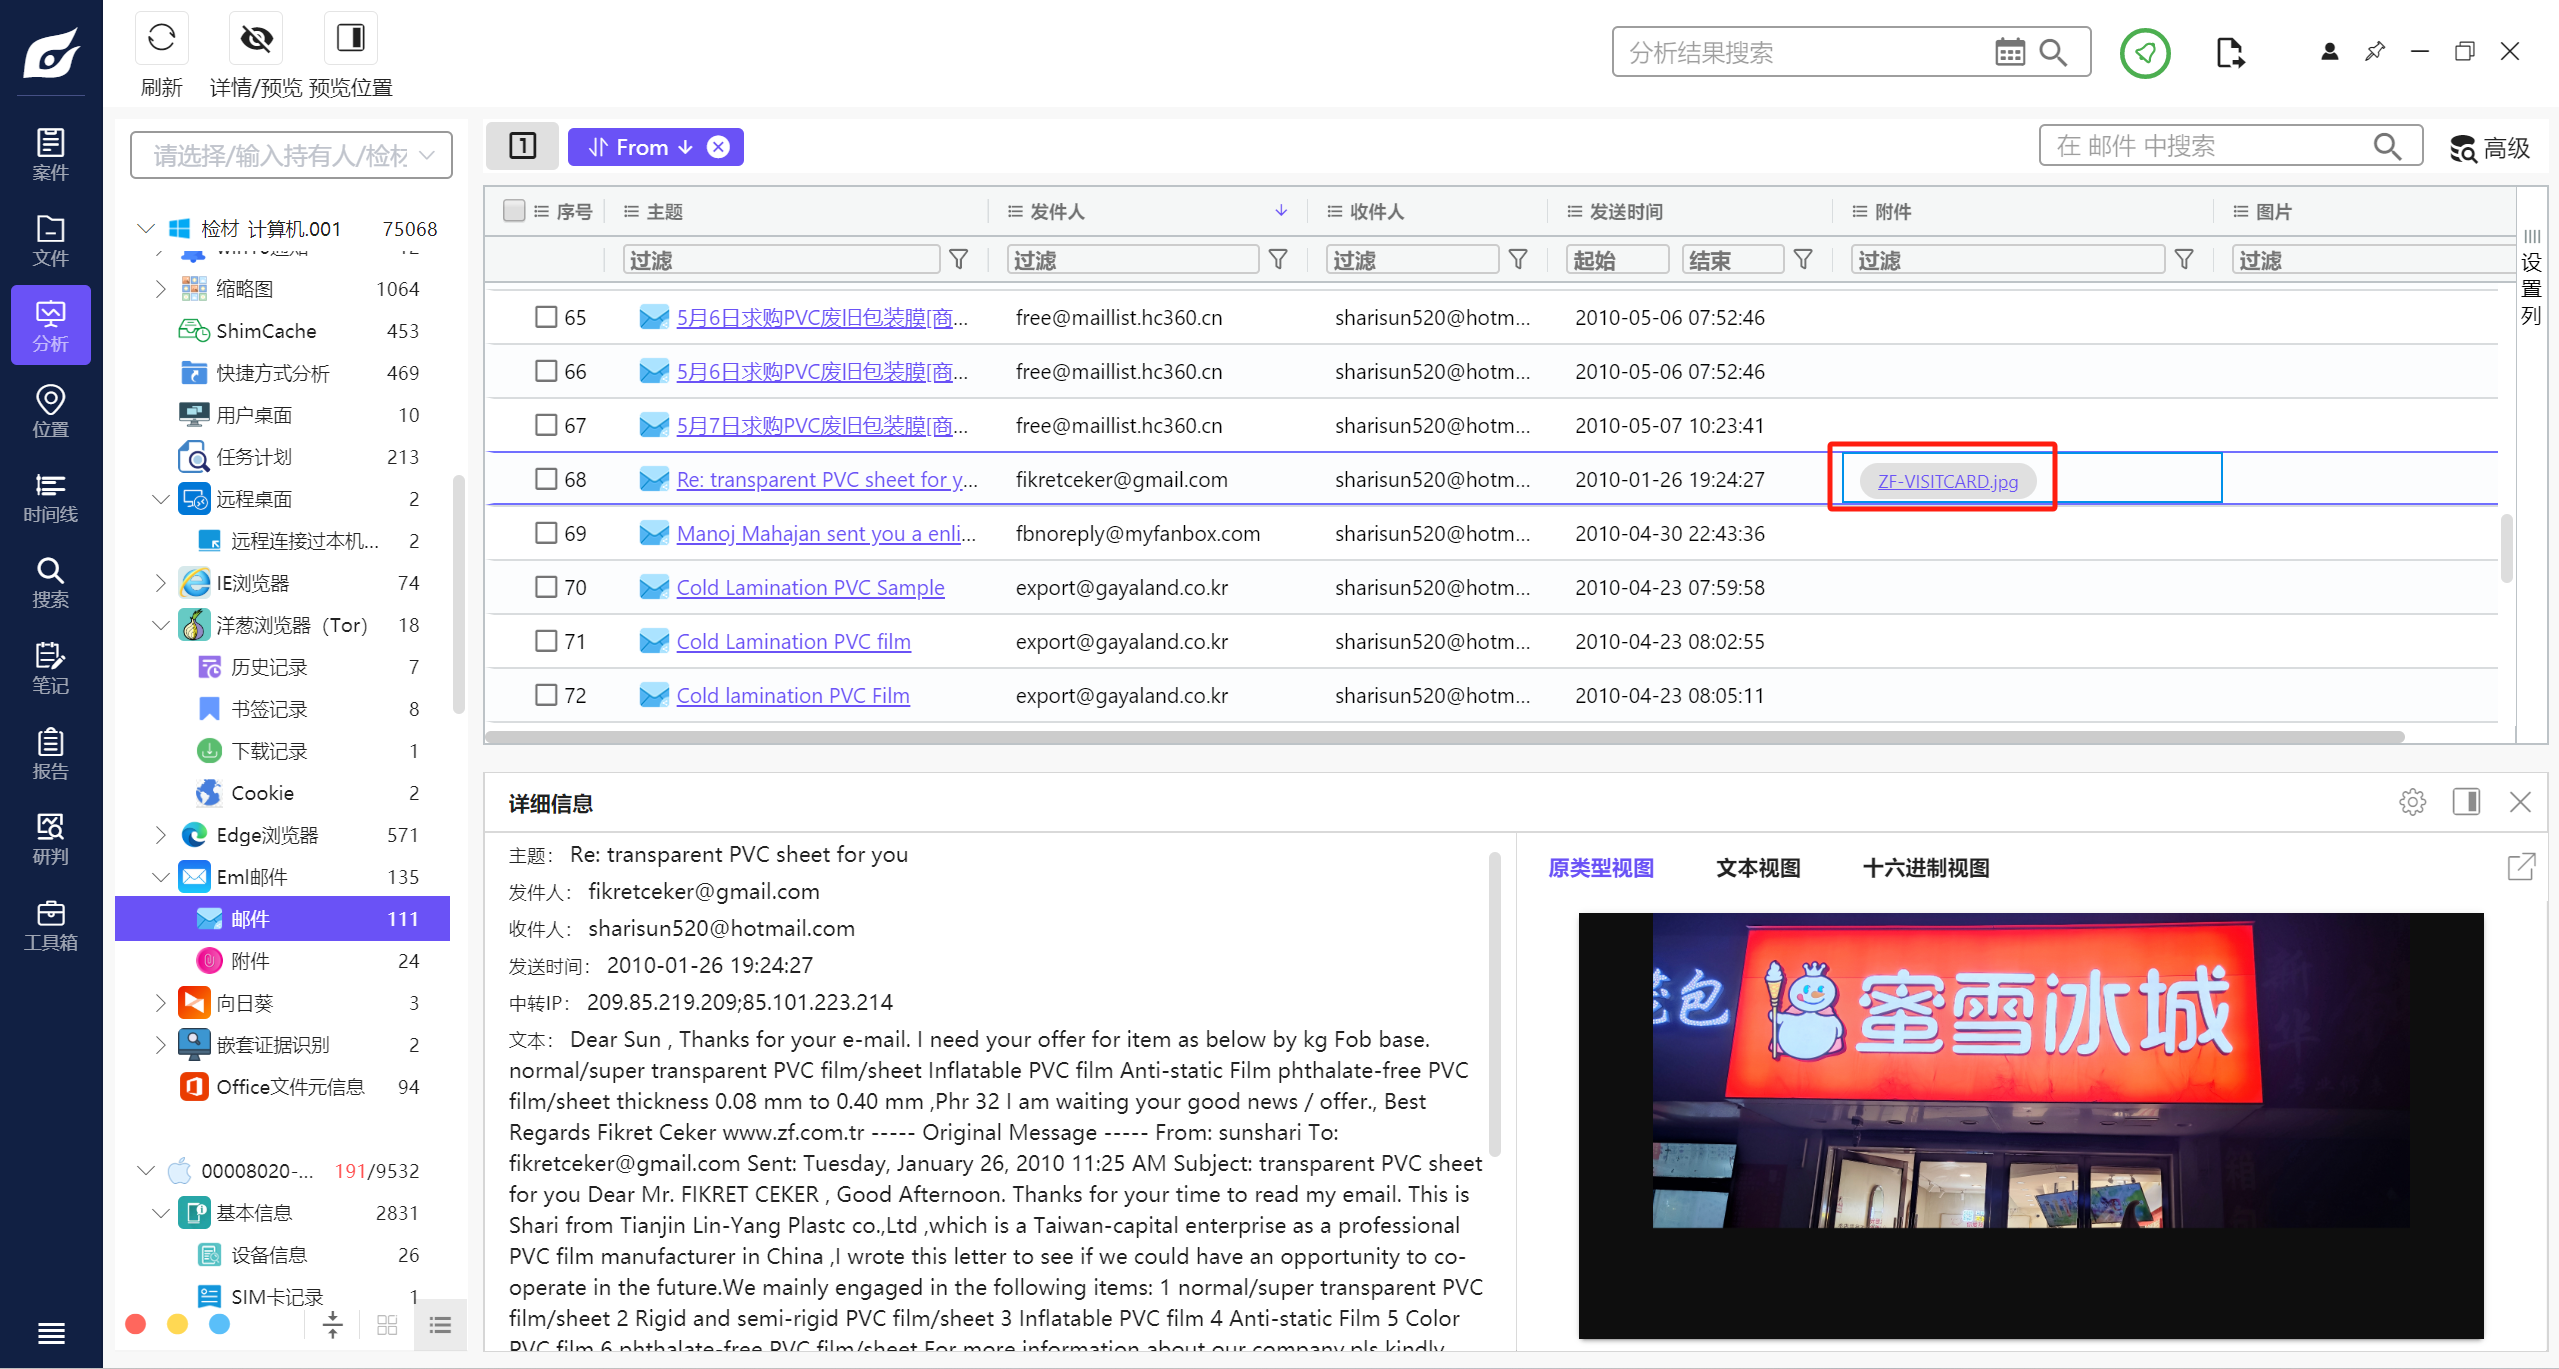 刷新
详情/预览
预览位置
分析结果搜索
案件
文件
分析
位置
时间线
搜索
笔记
报告
研判
工具箱
请选择/输入持有人/检材
检材 计算机.001 75068
缩略图 1064
ShimCache 453
快捷方式分析 469
用户桌面 10
任务计划 213
远程桌面 2
远程连接过本机... 2
IE浏览器 74
洋葱浏览器（Tor） 18
历史记录 7
书签记录 8
下载记录 1
Cookie 2
Edge浏览器 571
Eml邮件 135
邮件 111
附件 24
向日葵 3
嵌套证据识别 2
Office文件元信息 94
00008020-... 191/9532
基本信息 2831
设备信息 26
SIM卡记录 1
1 From
在 邮件 中搜索
高级
序号 主题 发件人 收件人 发送时间 附件 图片
过滤 过滤 过滤 起始 结束 过滤 过滤
设置列
65 5月6日求购PVC废旧包装膜[商... free@maillist.hc360.cn sharisun520@hotm... 2010-05-06 07:52:46
66 5月6日求购PVC废旧包装膜[商... free@maillist.hc360.cn sharisun520@hotm... 2010-05-06 07:52:46
67 5月7日求购PVC废旧包装膜[商... free@maillist.hc360.cn sharisun520@hotm... 2010-05-07 10:23:41
68 Re: transparent PVC sheet for y... fikretceker@gmail.com sharisun520@hotm... 2010-01-26 19:24:27 ZF-VISITCARD.jpg
69 Manoj Mahajan sent you a enli... fbnoreply@myfanbox.com sharisun520@hotm... 2010-04-30 22:43:36
70 Cold Lamination PVC Sample export@gayaland.co.kr sharisun520@hotm... 2010-04-23 07:59:58
71 Cold Lamination PVC film export@gayaland.co.kr sharisun520@hotm... 2010-04-23 08:02:55
72 Cold lamination PVC Film export@gayaland.co.kr sharisun520@hotm... 2010-04-23 08:05:11
详细信息
主题： Re: transparent PVC sheet for you
发件人： fikretceker@gmail.com
收件人： sharisun520@hotmail.com
发送时间： 2010-01-26 19:24:27
中转IP： 209.85.219.209;85.101.223.214
文本： Dear Sun , Thanks for your e-mail. I need your offer for item as below by kg Fob base.
normal/super transparent PVC film/sheet Inflatable PVC film Anti-static Film phthalate-free PVC
film/sheet thickness 0.08 mm to 0.40 mm ,Phr 32 I am waiting your good news / offer., Best
Regards Fikret Ceker www.zf.com.tr ----- Original Message ----- From: sunshari To:
fikretceker@gmail.com Sent: Tuesday, January 26, 2010 11:25 AM Subject: transparent PVC sheet
for you Dear Mr. FIKRET CEKER , Good Afternoon. Thanks for your time to read my email. This is
Shari from Tianjin Lin-Yang Plastc co.,Ltd ,which is a Taiwan-capital enterprise as a professional
PVC film manufacturer in China ,I wrote this letter to see if we could have an opportunity to co-
operate in the future.We mainly engaged in the following items: 1 normal/super transparent PVC
film/sheet 2 Rigid and semi-rigid PVC film/sheet 3 Inflatable PVC film 4 Anti-static Film 5 Color
PVC film 6 phthalate-free PVC film/sheet For more information about our company pls kindly
原类型视图 文本视图 十六进制视图
包
蜜雪冰城